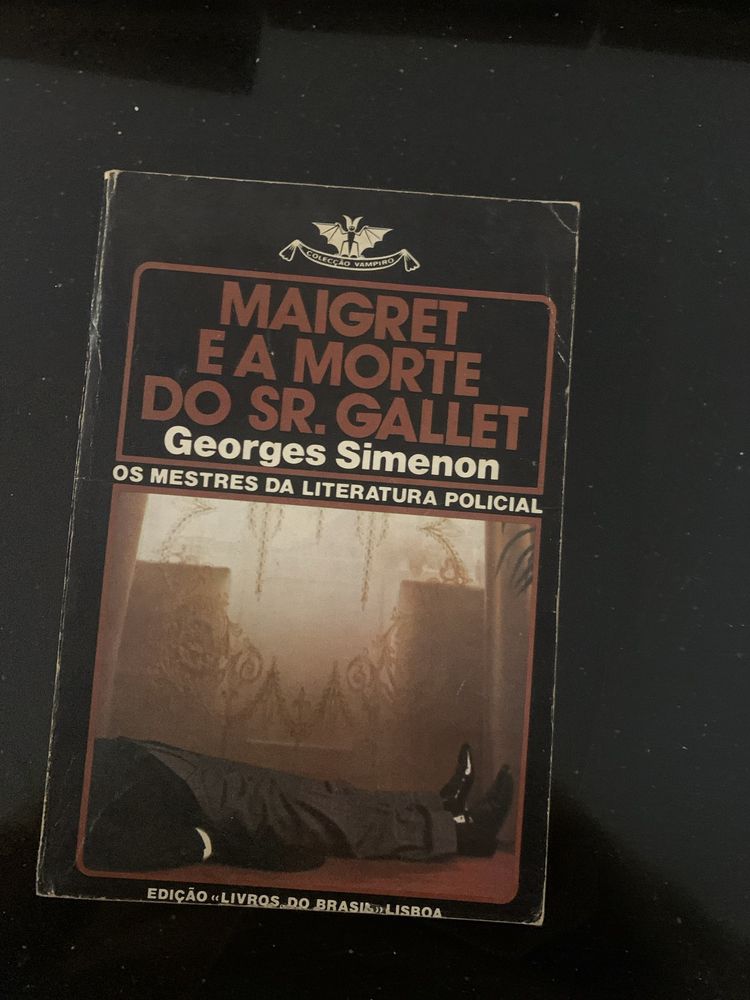 COLECÇÃO VAMPIRO
MAIGRET
E A MORTE
DO SR. GALLET
Georges Simenon
OS MESTRES DA LITERATURA POLICIAL
EDIÇÃO «LIVROS DO BRASIL» LISBOA